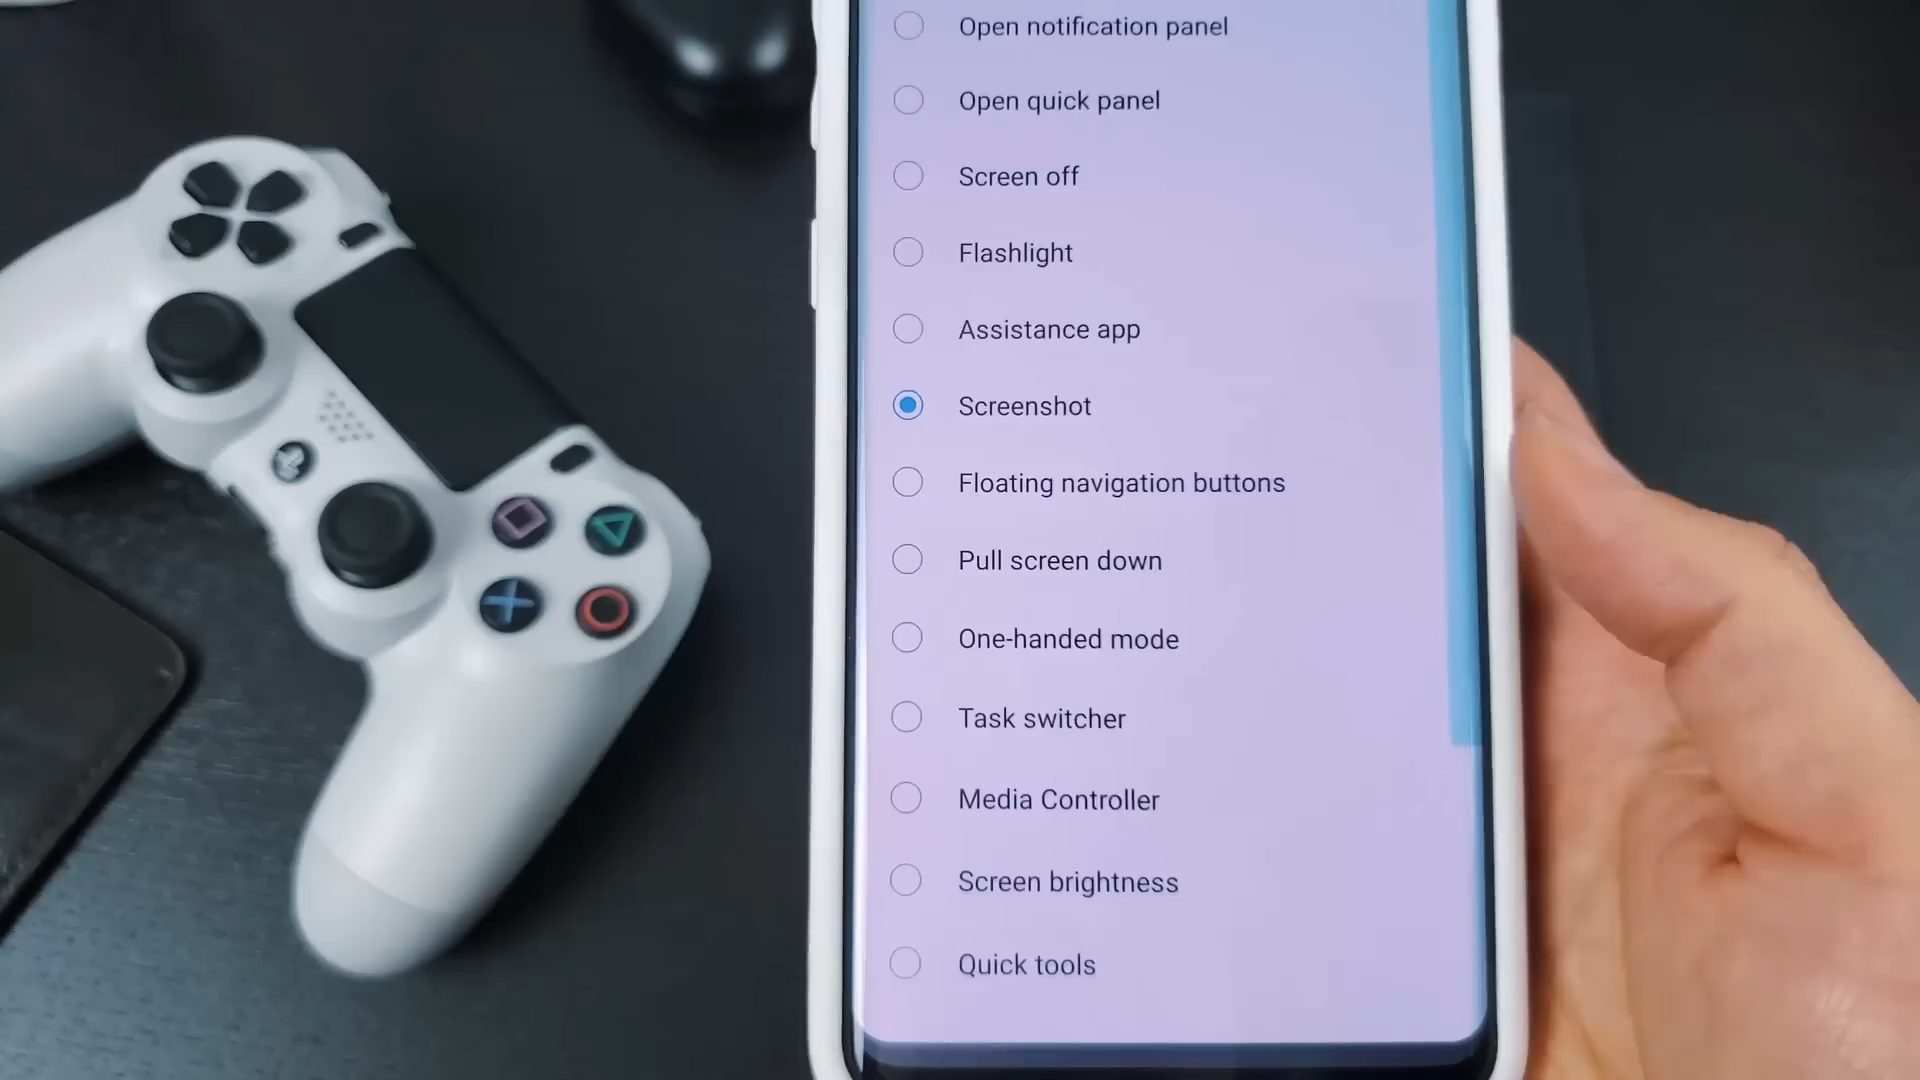 Open notification panel
Open quick panel
Screen off
Flashlight
Assistance app
Screenshot
Floating navigation buttons
Pull screen down
One-handed mode
Task switcher
Media Controller
Screen brightness
Quick tools